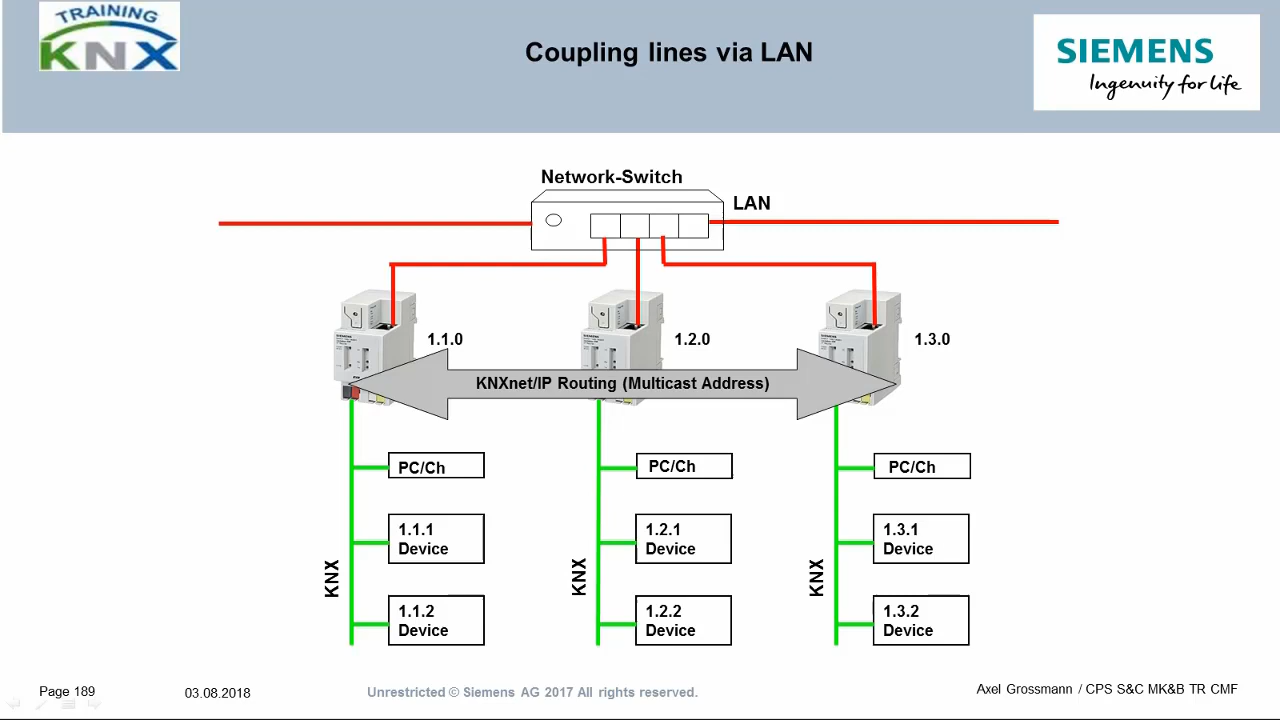 TRAINING
KNX
Coupling lines via LAN
SIEMENS
Ingenuity for life
Network-Switch
LAN
1.1.0
1.2.0
1.3.0
SIEMENS
SIEMENS
SIEMENS
KNXnet/IP Routing (Multicast Address)
PC/Ch
PC/Ch
PC/Ch
1.1.1
Device
1.2.1
Device
1.3.1
Device
KNX
KNX
KNX
1.1.2
Device
1.2.2
Device
1.3.2
Device
Page 189
03.08.2018
Unrestricted © Siemens AG 2017 All rights reserved.
Axel Grossmann / CPS S&C MK&B TR CMF